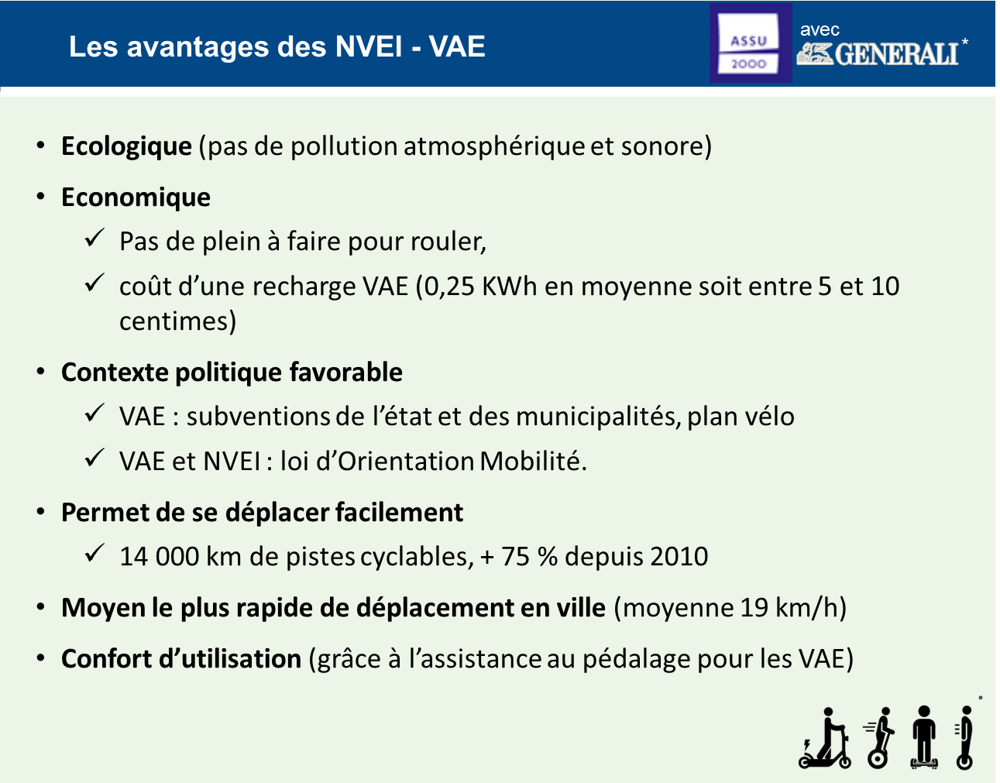 Les avantages des NVEI - VAE
ASSU
2000
avec
GENERALI *
• Ecologique (pas de pollution atmosphérique et sonore)
• Economique
✓ Pas de plein à faire pour rouler,
✓ coût d’une recharge VAE (0,25 KWh en moyenne soit entre 5 et 10
centimes)
• Contexte politique favorable
✓ VAE : subventions de l’état et des municipalités, plan vélo
✓ VAE et NVEI : loi d’Orientation Mobilité.
• Permet de se déplacer facilement
✓ 14 000 km de pistes cyclables, + 75 % depuis 2010
• Moyen le plus rapide de déplacement en ville (moyenne 19 km/h)
• Confort d’utilisation (grâce à l’assistance au pédalage pour les VAE)